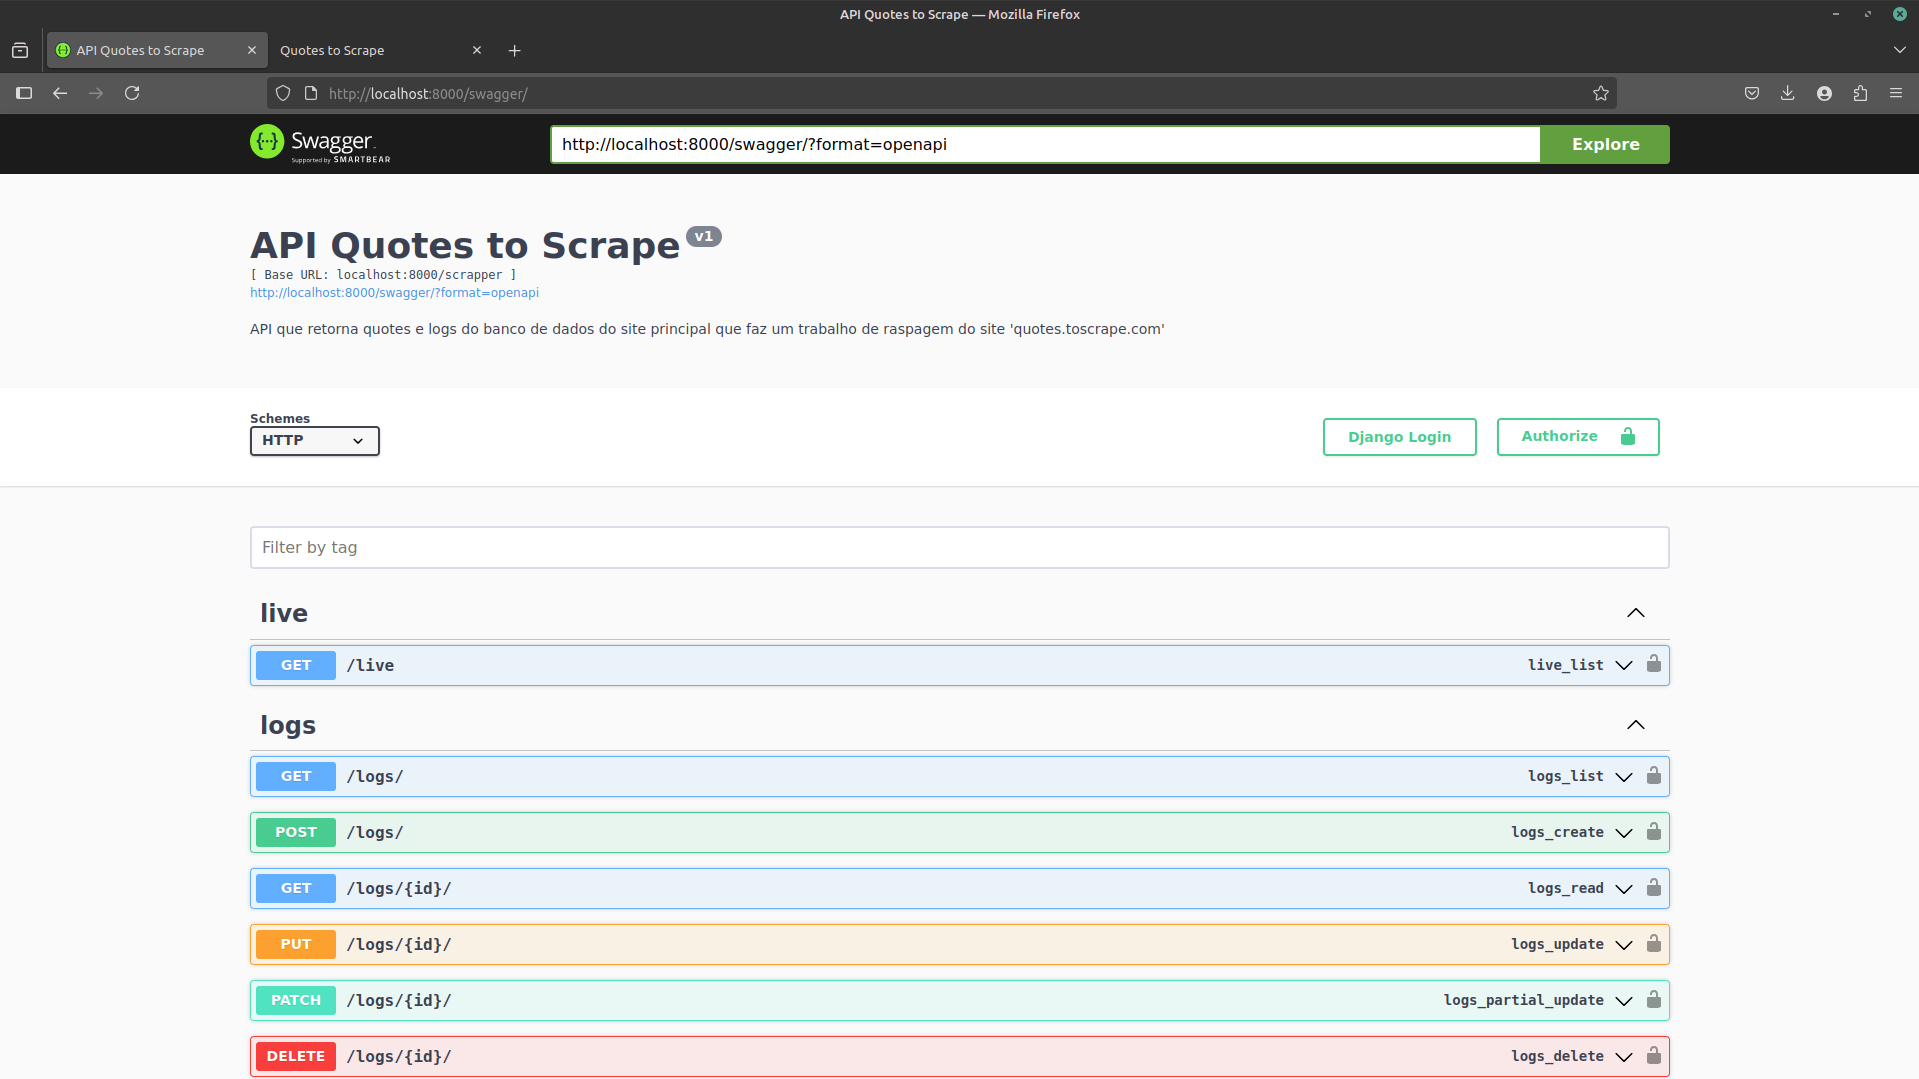 API Quotes to Scrape — Mozilla Firefox
API Quotes to Scrape
Quotes to Scrape
http://localhost:8000/swagger/
Swagger
Supported by SMARTBEAR
http://localhost:8000/swagger/?format=openapi
Explore
API Quotes to Scrape v1
[ Base URL: localhost:8000/scrapper ]
http://localhost:8000/swagger/?format=openapi
API que retorna quotes e logs do banco de dados do site principal que faz um trabalho de raspagem do site 'quotes.toscrape.com'
Schemes
HTTP
Django Login
Authorize
Filter by tag
live
GET /live live_list
logs
GET /logs/ logs_list
POST /logs/ logs_create
GET /logs/{id}/ logs_read
PUT /logs/{id}/ logs_update
PATCH /logs/{id}/ logs_partial_update
DELETE /logs/{id}/ logs_delete